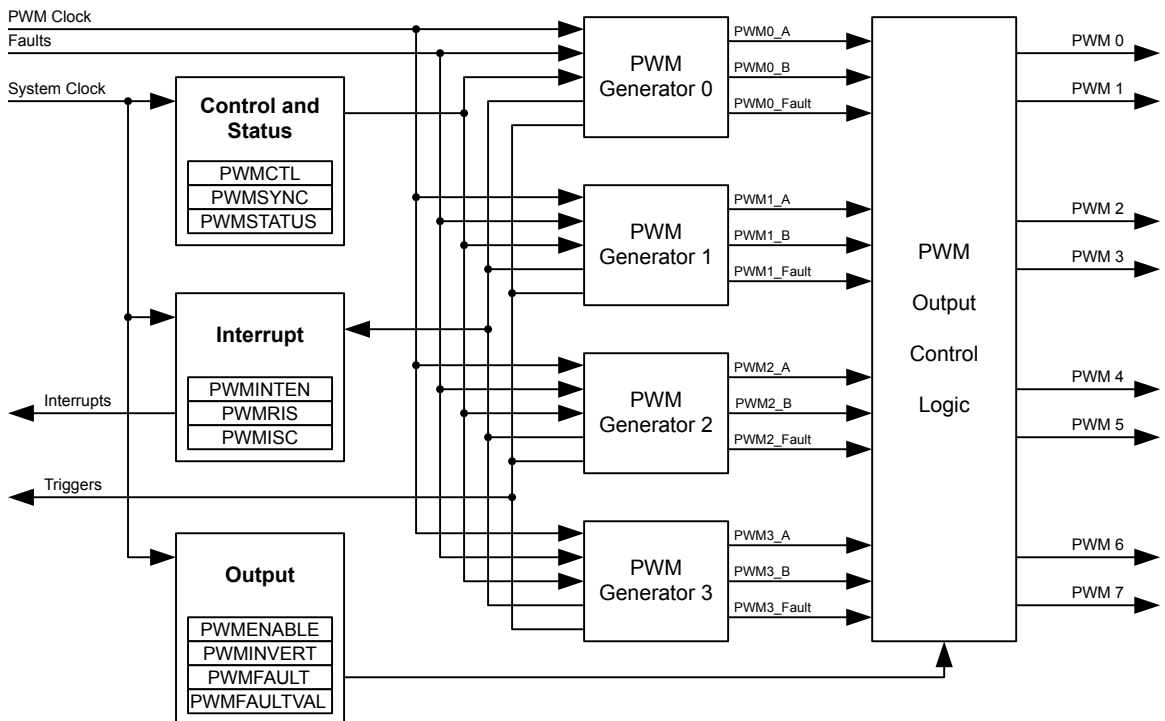 PWM Clock
Faults
System Clock
Control and
Status
PWMCTL
PWMSYNC
PWMSTATUS
Interrupt
PWMINTEN
PWMRIS
PWMISC
Interrupts
Triggers
Output
PWMENABLE
PWMINVERT
PWMFAULT
PWMFAULTVAL
PWM
Generator 0
PWM0_A
PWM0_B
PWM0_Fault
PWM
Generator 1
PWM1_A
PWM1_B
PWM1_Fault
PWM
Generator 2
PWM2_A
PWM2_B
PWM2_Fault
PWM
Generator 3
PWM3_A
PWM3_B
PWM3_Fault
PWM
Output
Control
Logic
PWM 0
PWM 1
PWM 2
PWM 3
PWM 4
PWM 5
PWM 6
PWM 7